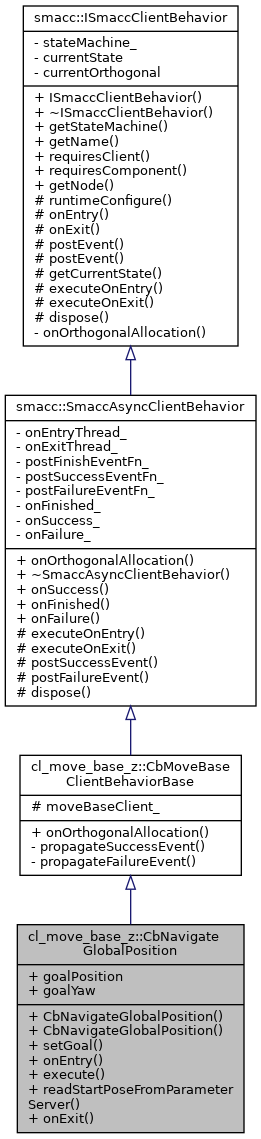 smacc::ISmaccClientBehavior
- stateMachine_
- currentState
- currentOrthogonal
+ ISmaccClientBehavior()
+ ~ISmaccClientBehavior()
+ getStateMachine()
+ getName()
+ requiresClient()
+ requiresComponent()
+ getNode()
# runtimeConfigure()
# onEntry()
# onExit()
# postEvent()
# postEvent()
# getCurrentState()
# executeOnEntry()
# executeOnExit()
# dispose()
- onOrthogonalAllocation()
smacc::SmaccAsyncClientBehavior
- onEntryThread_
- onExitThread_
- postFinishEventFn_
- postSuccessEventFn_
- postFailureEventFn_
- onFinished_
- onSuccess_
- onFailure_
+ onOrthogonalAllocation()
+ ~SmaccAsyncClientBehavior()
+ onSuccess()
+ onFinished()
+ onFailure()
# executeOnEntry()
# executeOnExit()
# postSuccessEvent()
# postFailureEvent()
# dispose()
cl_move_base_z::CbMoveBase
ClientBehaviorBase
# moveBaseClient_
+ onOrthogonalAllocation()
- propagateSuccessEvent()
- propagateFailureEvent()
cl_move_base_z::CbNavigate
GlobalPosition
+ goalPosition
+ goalYaw
+ CbNavigateGlobalPosition()
+ CbNavigateGlobalPosition()
+ setGoal()
+ onEntry()
+ execute()
+ readStartPoseFromParameter
Server()
+ onExit()